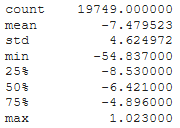 count 19749.000000
mean -7.479523
std 4.624972
min -54.837000
25% -8.530000
50% -6.421000
75% -4.896000
max 1.023000